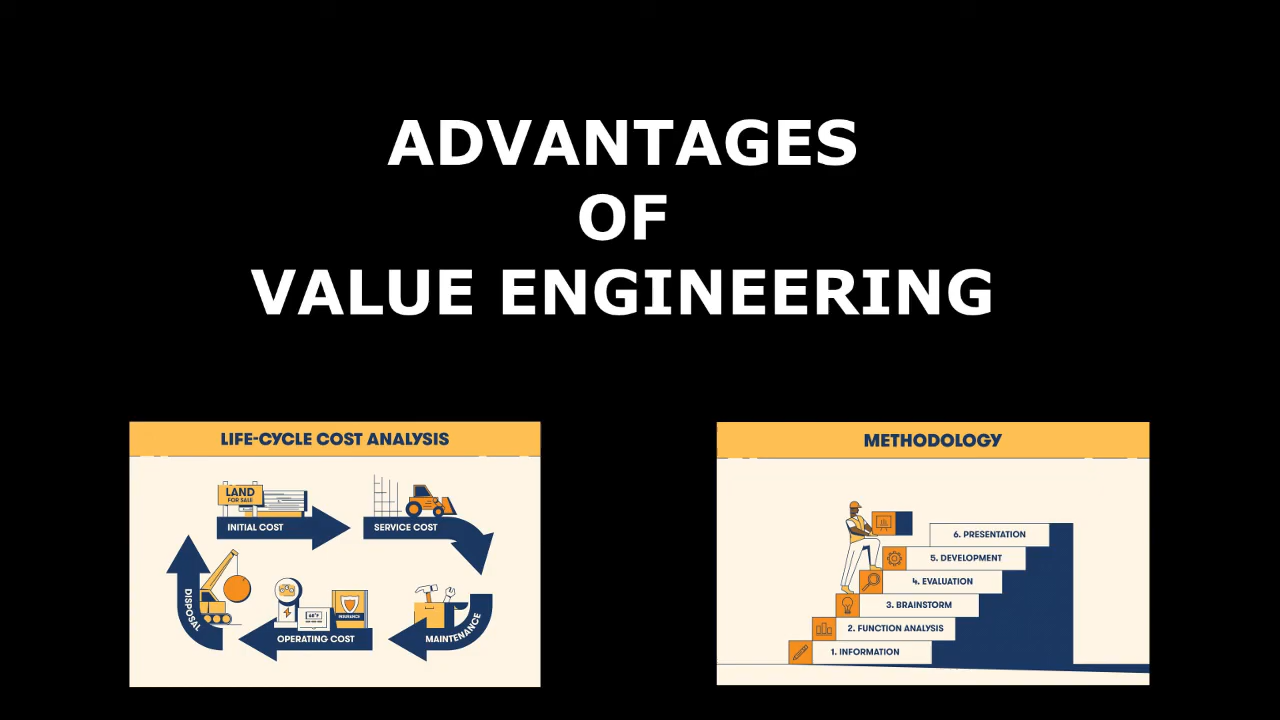 ADVANTAGES
OF
VALUE ENGINEERING
LIFE-CYCLE COST ANALYSIS
LAND
FOR SALE
INITIAL COST
SERVICE COST
MAINTENANCE
INSURANCE
OPERATING COST
DISPOSAL
METHODOLOGY
6. PRESENTATION
5. DEVELOPMENT
4. EVALUATION
3. BRAINSTORM
2. FUNCTION ANALYSIS
1. INFORMATION